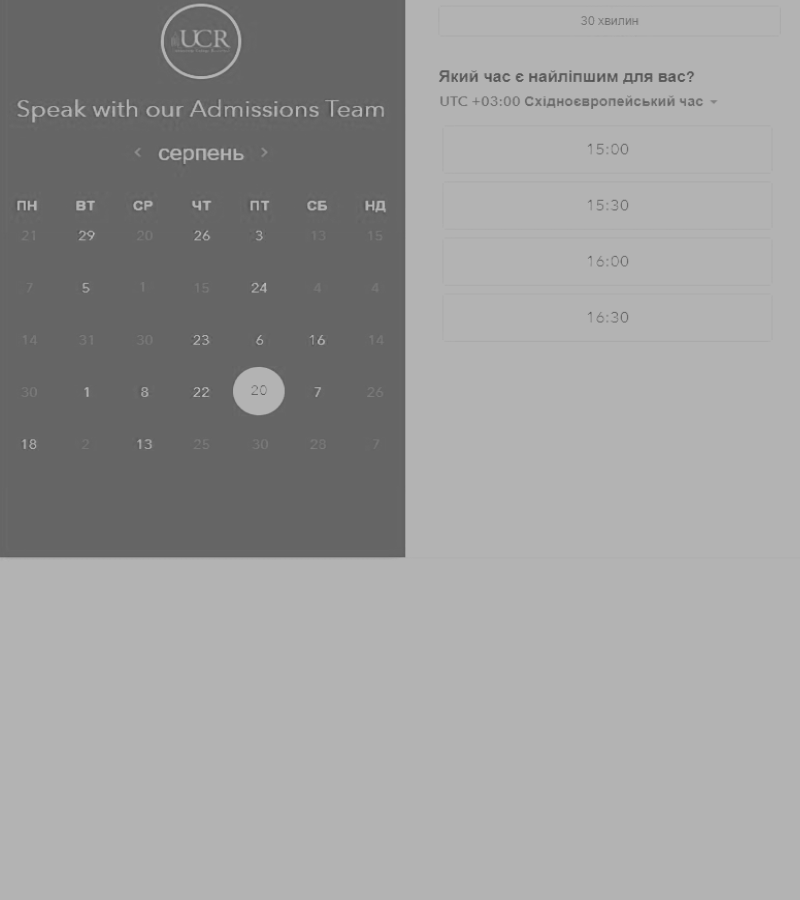 UCR
Speak with our Admissions Team
серпень
ПН ВТ СР ЧТ ПТ СБ НД
21 29 20 26 3 13 15
7 5 1 15 24 4 4
14 31 30 23 6 16 14
30 1 8 22 20 7 26
18 2 13 25 30 28 7
30 хвилин
Який час є найліпшим для вас?
UTC +03:00 Східноєвропейський час
15:00
15:30
16:00
16:30